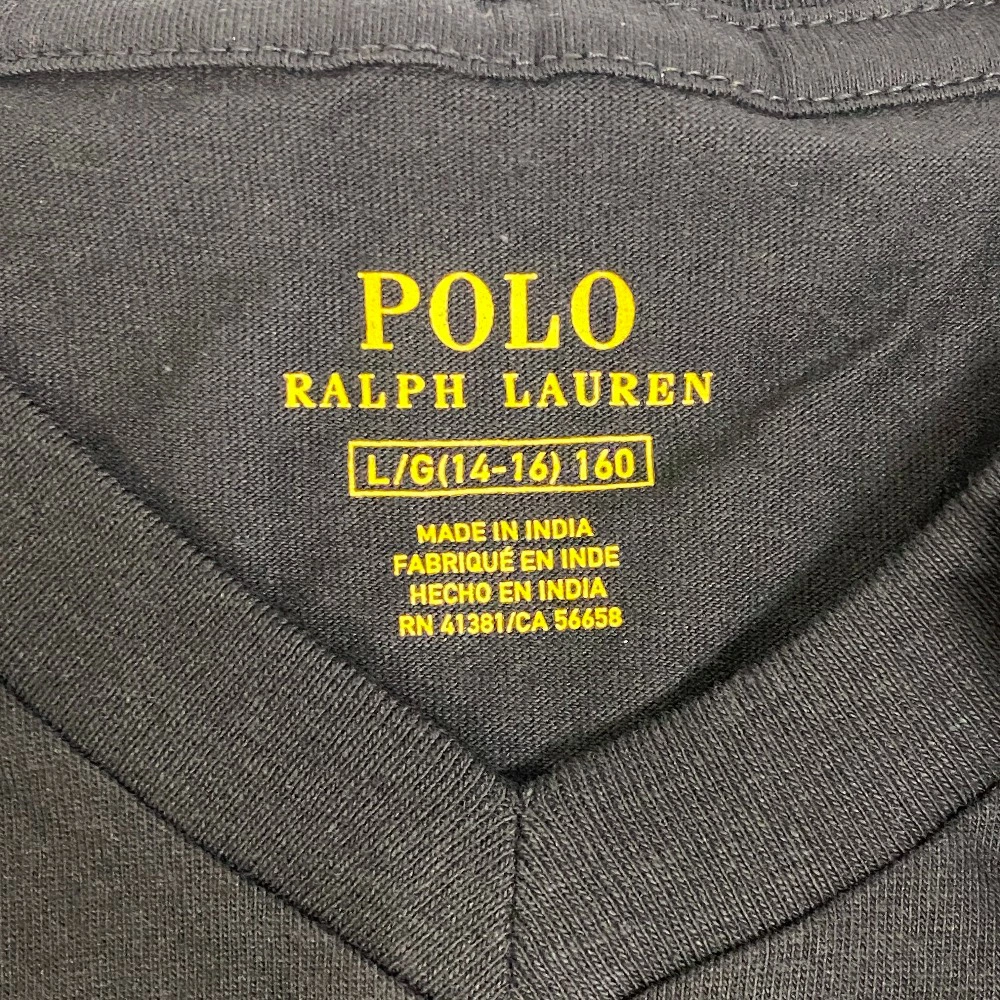 POLO
RALPH LAUREN
L/G(14-16) 160
MADE IN INDIA
FABRIQUÉ EN INDE
HECHO EN INDIA
RN 41381/CA 56658